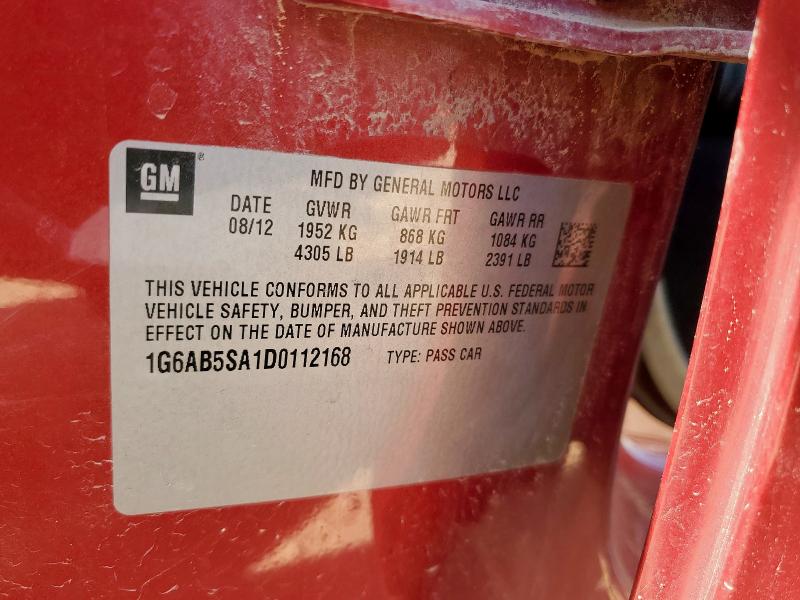 GM®
MFD BY GENERAL MOTORS LLC
DATE GVWR GAWR FRT GAWR RR
08/12 1952 KG 868 KG 1084 KG
4305 LB 1914 LB 2391 LB
THIS VEHICLE CONFORMS TO ALL APPLICABLE U.S. FEDERAL MOTOR
VEHICLE SAFETY, BUMPER, AND THEFT PREVENTION STANDARDS IN
EFFECT ON THE DATE OF MANUFACTURE SHOWN ABOVE.
1G6AB5SA1D0112168 TYPE: PASS CAR